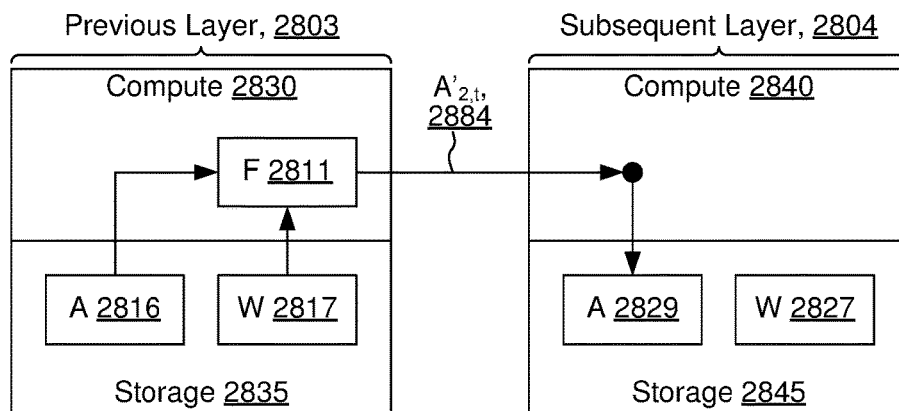 Previous Layer, 2803
Subsequent Layer, 2804
Compute 2830
A'2,t,
2884
Compute 2840
F 2811
A 2816
W 2817
A 2829
W 2827
Storage 2835
Storage 2845